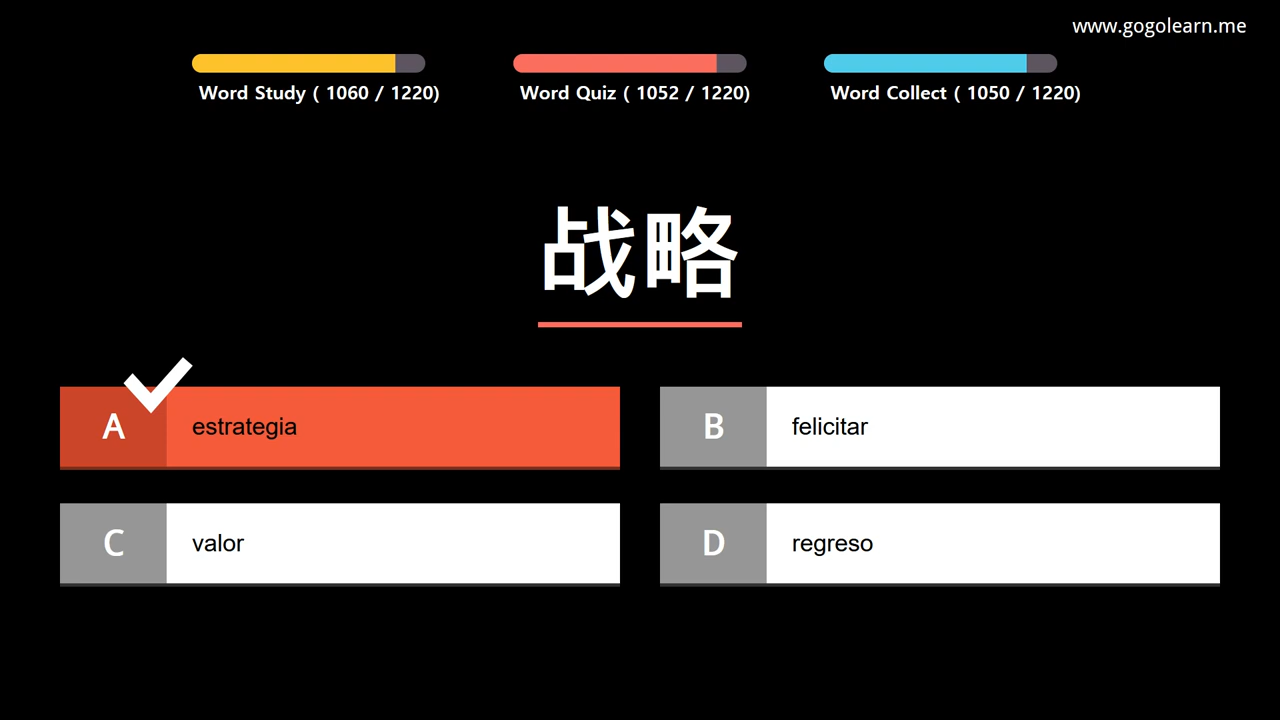 www.gogolearn.me
Word Study ( 1060 / 1220)
Word Quiz ( 1052 / 1220)
Word Collect ( 1050 / 1220)
战略
A estrategia
B felicitar
C valor
D regreso